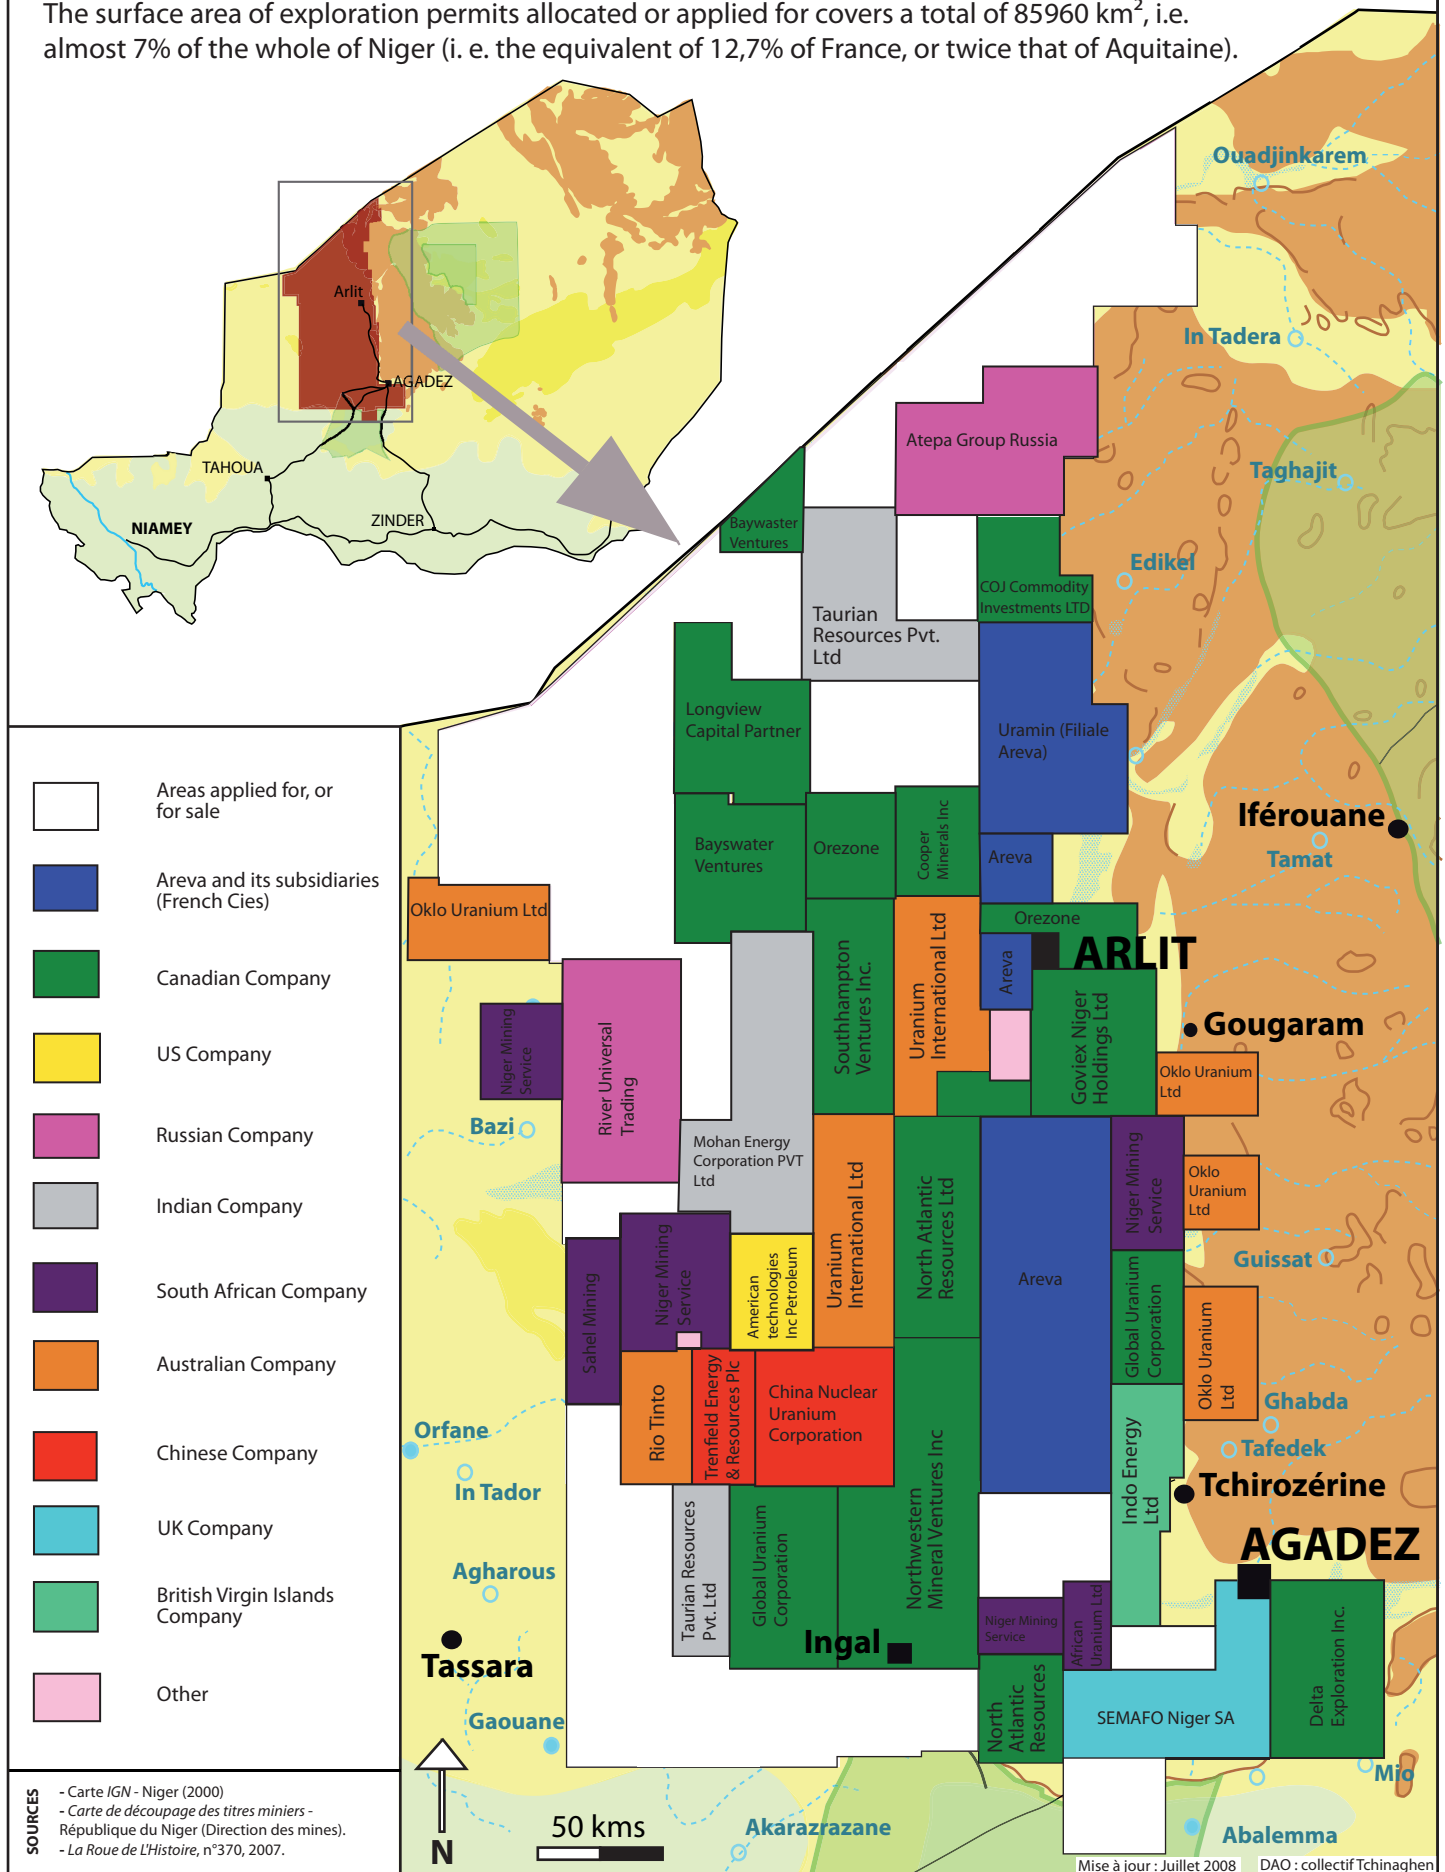 The surface area of exploration permits allocated or applied for covers a total of 85960 km², i.e.
almost 7% of the whole of Niger (i. e. the equivalent of 12,7% of France, or twice that of Aquitaine).
Arlit
AGADEZ
TAHOUA
ZINDER
NIAMEY
Ouadjinkarem
In Tadera
Atepa Group Russia
Taghajit
Baywaster
Ventures
Edikel
COJ Commodity
Investments LTD
Taurian
Resources Pvt.
Ltd
Longview
Capital Partner
Uramin (Filiale
Areva)
Iférouane
Tamat
Bayswater
Ventures
Orezone
Cooper
Minerals Inc
Areva
Oklo Uranium Ltd
Orezone
ARLIT
Southhampton
Ventures Inc.
Uranium
International Ltd
Areva
Goviex Niger
Holdings Ltd
Gougaram
Niger Mining
Service
River Universal
Trading
Oklo Uranium
Ltd
Bazi
Mohan Energy
Corporation PVT
Ltd
Uranium
International Ltd
North Atlantic
Resources Ltd
Areva
Niger Mining
Service
Oklo
Uranium
Ltd
Guissat
Sahel Mining
Niger Mining
Service
American
technologies
Inc Petroleum
Global Uranium
Corporation
Oklo Uranium
Ltd
Rio Tinto
Trenfield Energy
& Resources Plc
China Nuclear
Uranium
Corporation
Ghabda
Tafedek
Orfane
In Tador
Tchirozérine
AGADEZ
Indo Energy
Ltd
Northwestern
Mineral Ventures Inc
Taurian Resources
Pvt. Ltd
Global Uranium
Corporation
Agharous
Tassara
Ingal
Niger Mining
Service
African
Uranium Ltd
North
Atlantic
Resources
SEMAFO Niger SA
Delta
Exploration Inc.
Gaouane
Mio
Akarazrazane
Abalemma
Areas applied for, or
for sale
Areva and its subsidiaries
(French Cies)
Canadian Company
US Company
Russian Company
Indian Company
South African Company
Australian Company
Chinese Company
UK Company
British Virgin Islands
Company
Other
SOURCES
- Carte IGN - Niger (2000)
- Carte de découpage des titres miniers -
République du Niger (Direction des mines).
- La Roue de L'Histoire, n°370, 2007.
N
50 kms
Mise à jour : Juillet 2008
DAO : collectif Tchinaghen